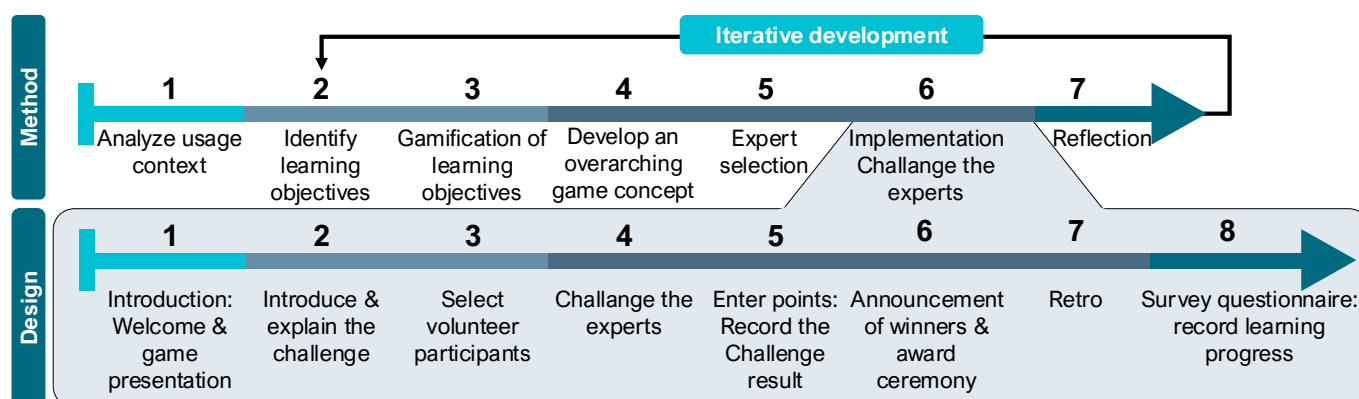 Iterative development
Method
1
2
3
4
5
6
7
Analyze usage
context
Identify
learning
objectives
Gamification of
learning
objectives
Develop an
overarching
game concept
Expert
selection
Implementation
Challange the
experts
Reflection
Design
1
2
3
4
5
6
7
8
Introduction:
Welcome &
game
presentation
Introduce &
explain the
challenge
Select
volunteer
participants
Challange the
experts
Enter points:
Record the
Challenge
result
Announcement
of winners &
award
ceremony
Retro
Survey questionnaire:
record learning
progress